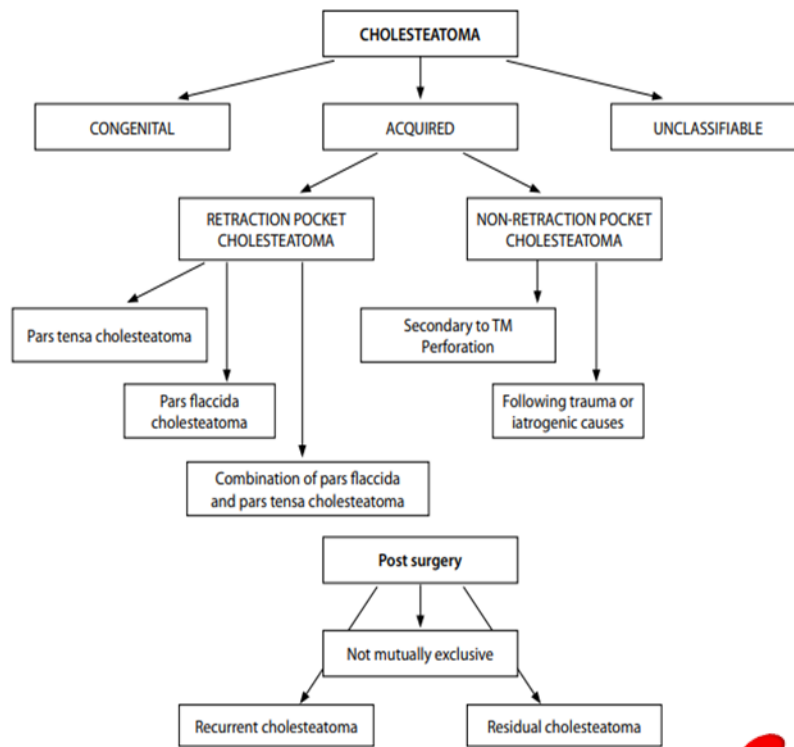 CHOLESTEATOMA
CONGENITAL
ACQUIRED
UNCLASSIFIABLE
RETRACTION POCKET
CHOLESTEATOMA
NON-RETRACTION POCKET
CHOLESTEATOMA
Pars tensa cholesteatoma
Secondary to TM
Perforation
Pars flaccida
cholesteatoma
Following trauma or
iatrogenic causes
Combination of pars flaccida
and pars tensa cholesteatoma
Post surgery
Not mutually exclusive
Recurrent cholesteatoma
Residual cholesteatoma